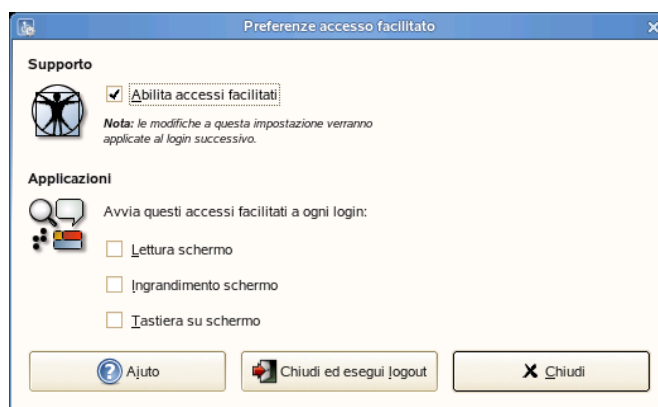 Preferenze accesso facilitato
Supporto
Abilita accessi facilitati
Nota: le modifiche a questa impostazione verranno
applicate al login successivo.
Applicazioni
Avvia questi accessi facilitati a ogni login:
Lettura schermo
Ingrandimento schermo
Tastiera su schermo
Aiuto
Chiudi ed esegui logout
Chiudi